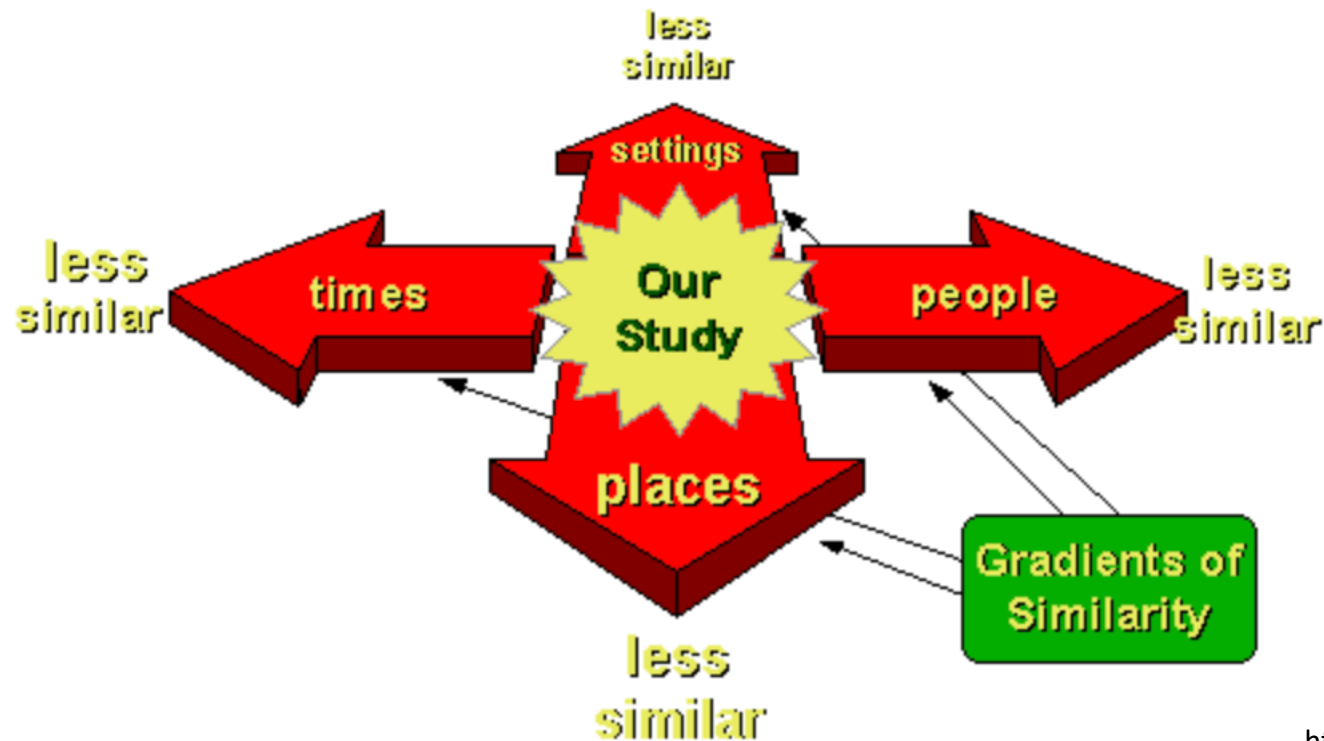 less
similar
settings
less
similar
times
Our
Study
people
less
similar
places
Gradients of
Similarity
less
similar